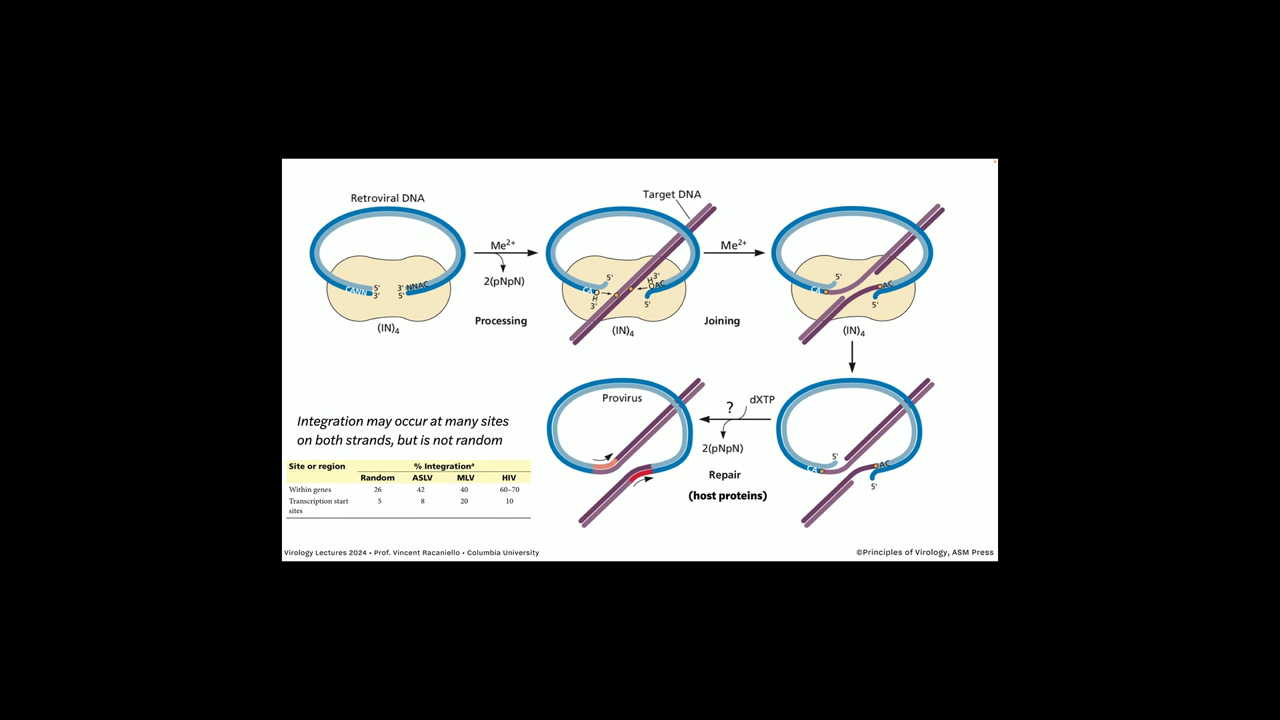 Retroviral DNA
CANN
5'
3'
3'
5'
NNAC
(IN)4
Me2+
2(pNpN)
Processing
Target DNA
5'
CA
H
3'
H
3'
OAC
5'
(IN)4
Me2+
Joining
5'
CA
AC
5'
(IN)4
5'
CA
AC
5'
dXTP
?
2(pNpN)
Repair
(host proteins)
Provirus
Integration may occur at many sites
on both strands, but is not random
Site or region % Integrationa
Random ASLV MLV HIV
Within genes 26 42 40 60–70
Transcription start 5 8 20 10
sites
Virology Lectures 2024 • Prof. Vincent Racaniello • Columbia University
©Principles of Virology, ASM Press